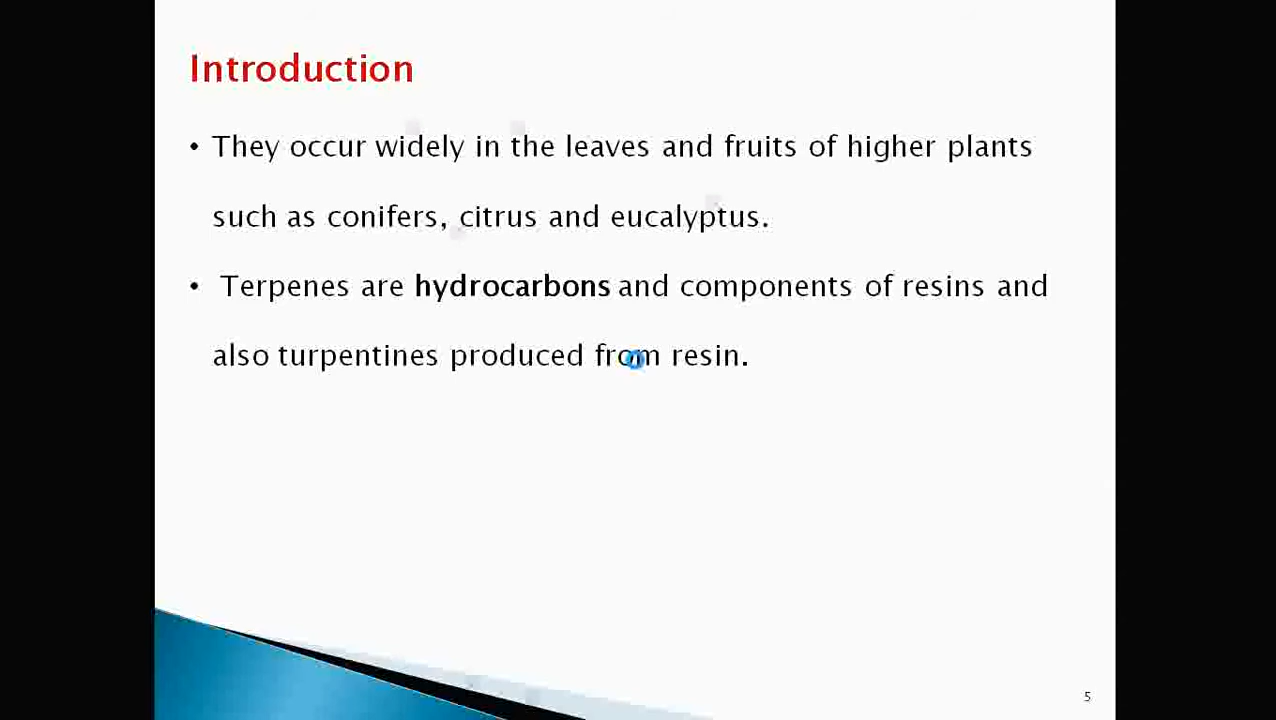 Introduction
• They occur widely in the leaves and fruits of higher plants
such as conifers, citrus and eucalyptus.
• Terpenes are hydrocarbons and components of resins and
also turpentines produced from resin.
5